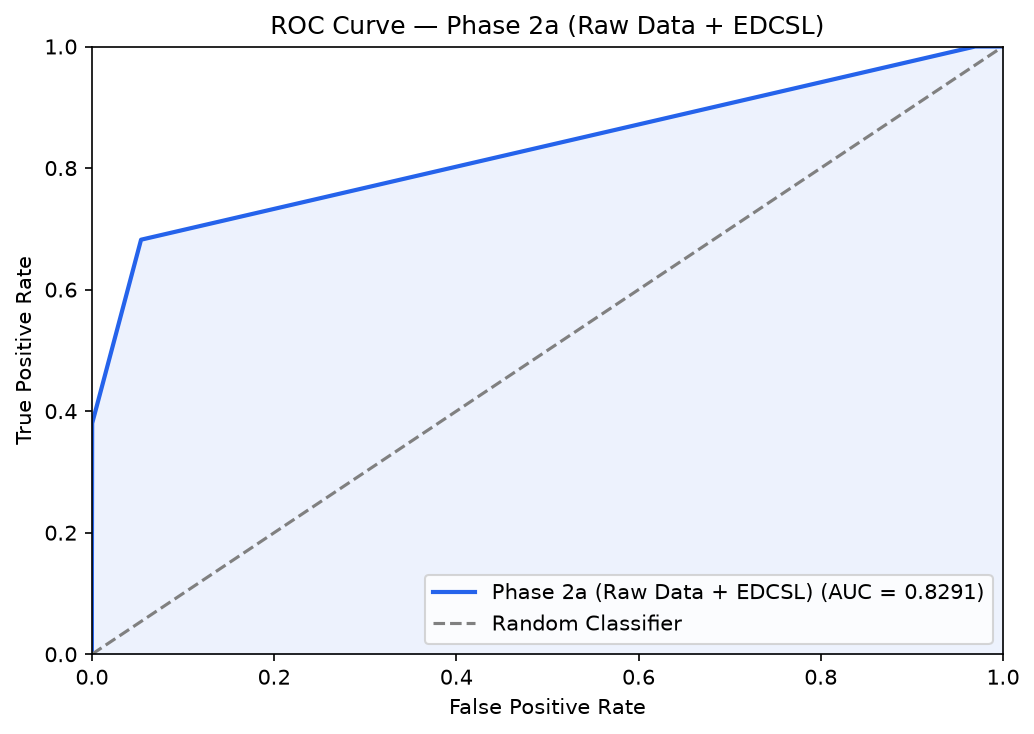 ROC Curve — Phase 2a (Raw Data + EDCSL)
1.0
0.8
0.6
0.4
0.2
0.0
True Positive Rate
Phase 2a (Raw Data + EDCSL) (AUC = 0.8291)
Random Classifier
0.0 0.2 0.4 0.6 0.8 1.0
False Positive Rate